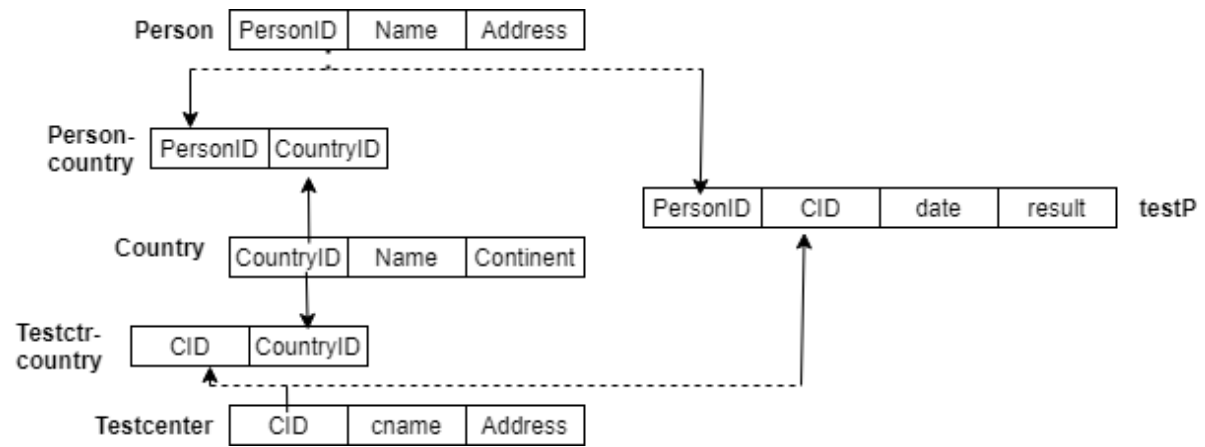 Person PersonID Name Address
Person-
country
PersonID CountryID
PersonID CID date result testP
Country CountryID Name Continent
Testctr-
country
CID CountryID
Testcenter CID cname Address